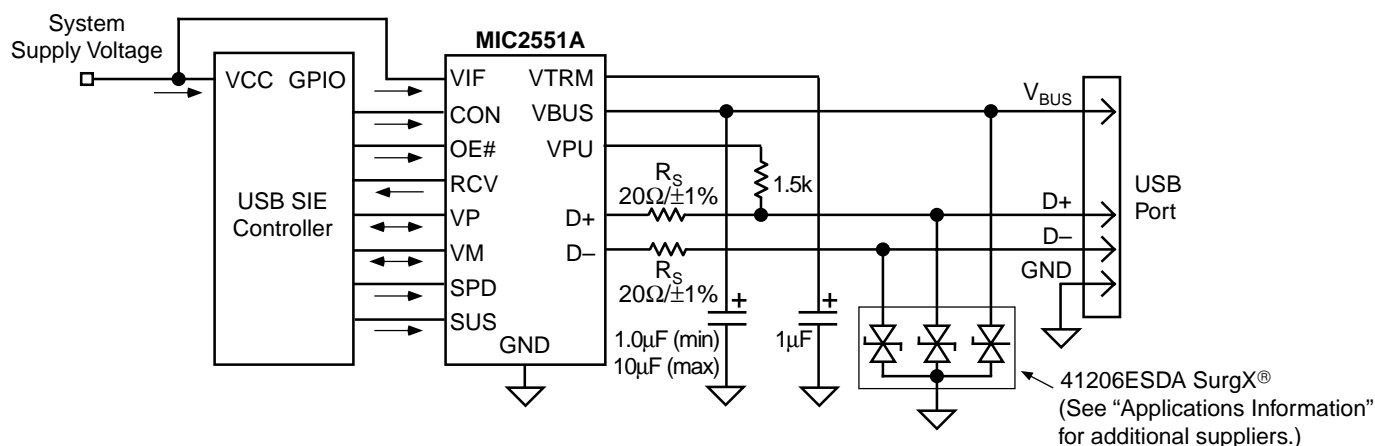 System
Supply Voltage
MIC2551A
VCC GPIO
VIF
VTRM
CON
VBUS
OE#
VPU
RCV
VP
D+
VM
D–
SPD
SUS
GND
USB SIE
Controller
R_S
20Ω/±1%
1.5k
R_S
20Ω/±1%
+
1.0µF (min)
10µF (max)
+
1µF
V_BUS
D+
D–
GND
USB
Port
41206ESDA SurgX®
(See “Applications Information”
for additional suppliers.)